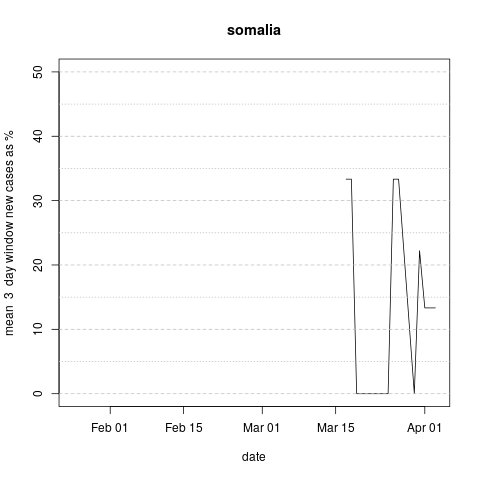 somalia
mean  3  day window new cases as %
50
40
30
20
10
0
Feb 01
Feb 15
Mar 01
Mar 15
Apr 01
date